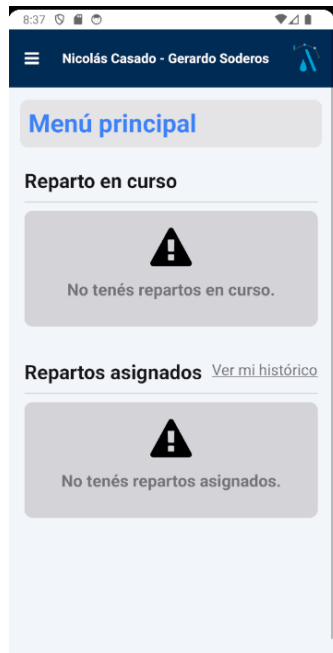 8:37
Nicolás Casado - Gerardo Soderos
Menú principal
Reparto en curso
No tenés repartos en curso.
Repartos asignados Ver mi histórico
No tenés repartos asignados.